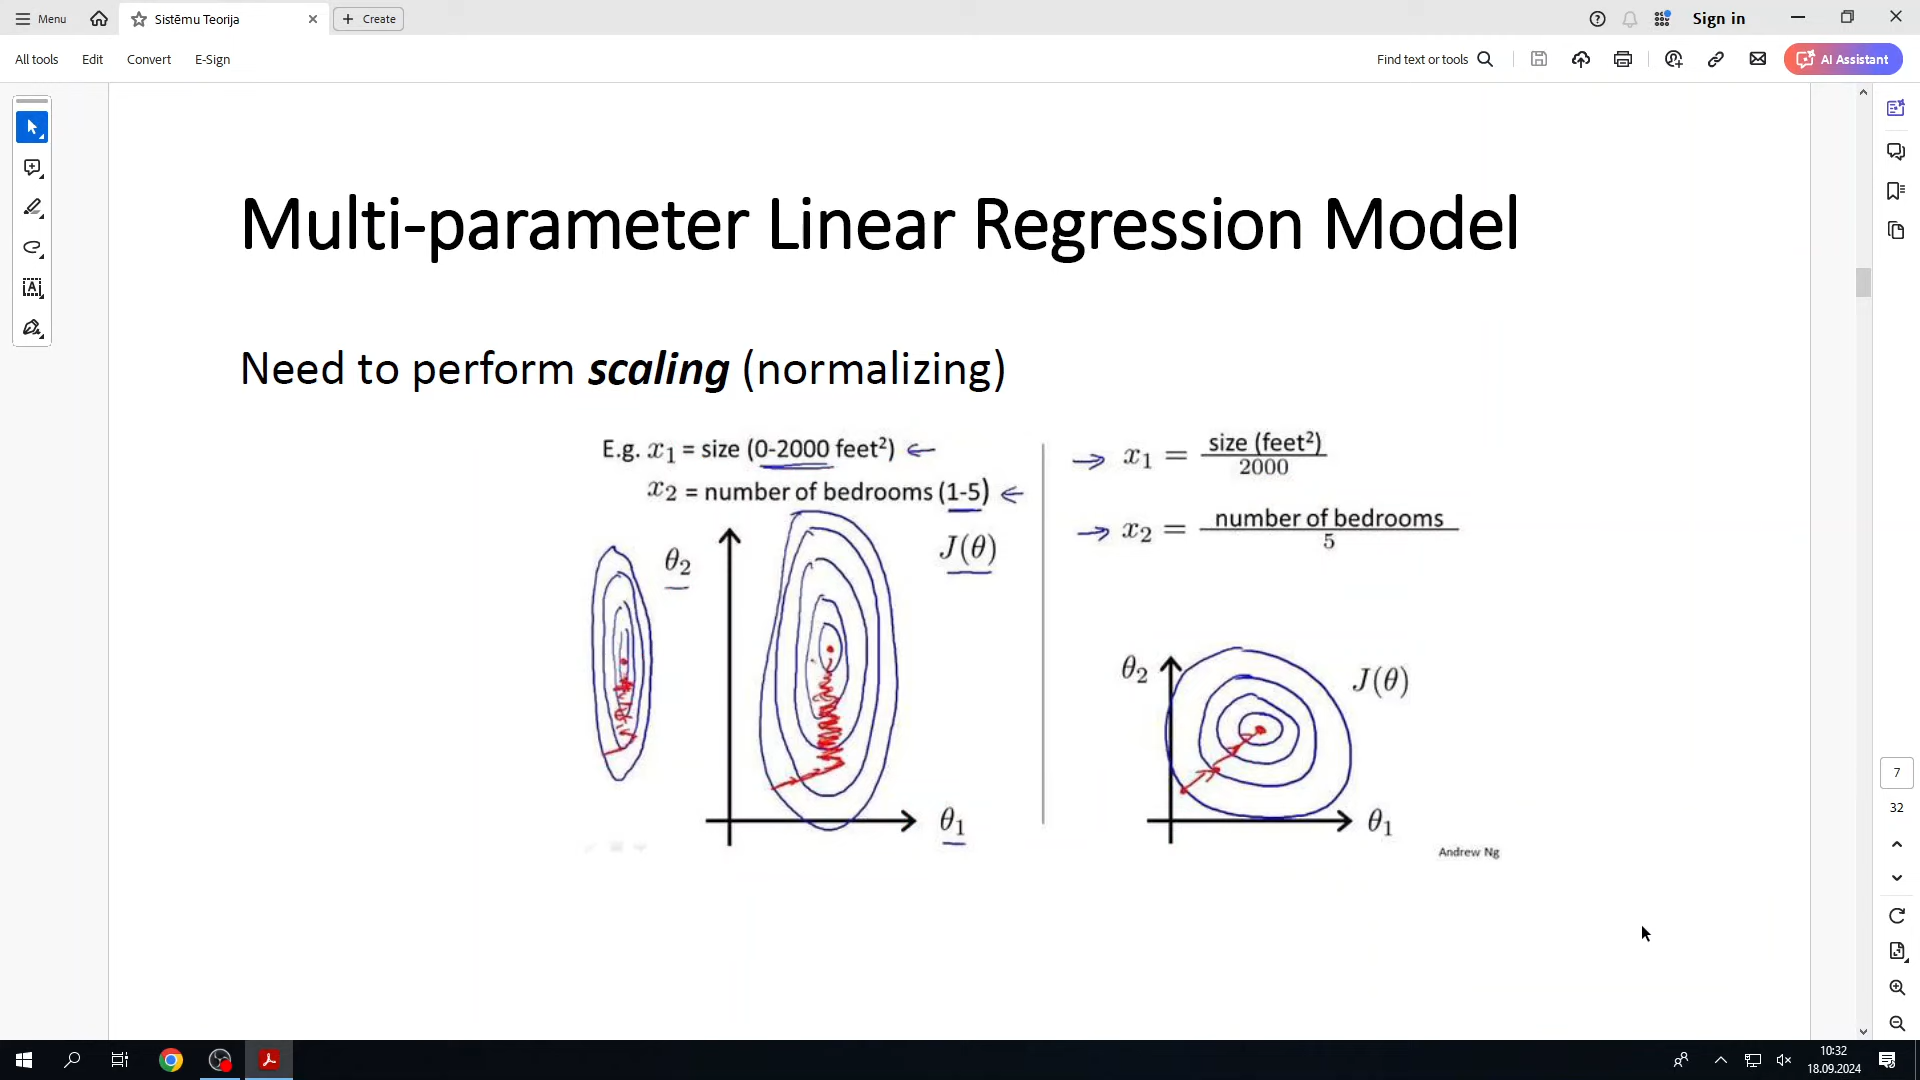 Menu
Sistēmu Teorija
Create
Sign in
All tools
Edit
Convert
E-Sign
Find text or tools
AI Assistant
Multi-parameter Linear Regression Model
Need to perform scaling (normalizing)
E.g. x₁ = size (0-2000 feet²)
x₂ = number of bedrooms (1-5)
θ₂
J(θ)
θ₁
x₁ = size (feet²) / 2000
x₂ = number of bedrooms / 5
θ₂
J(θ)
θ₁
Andrew Ng
7
32
10:32
18.09.2024